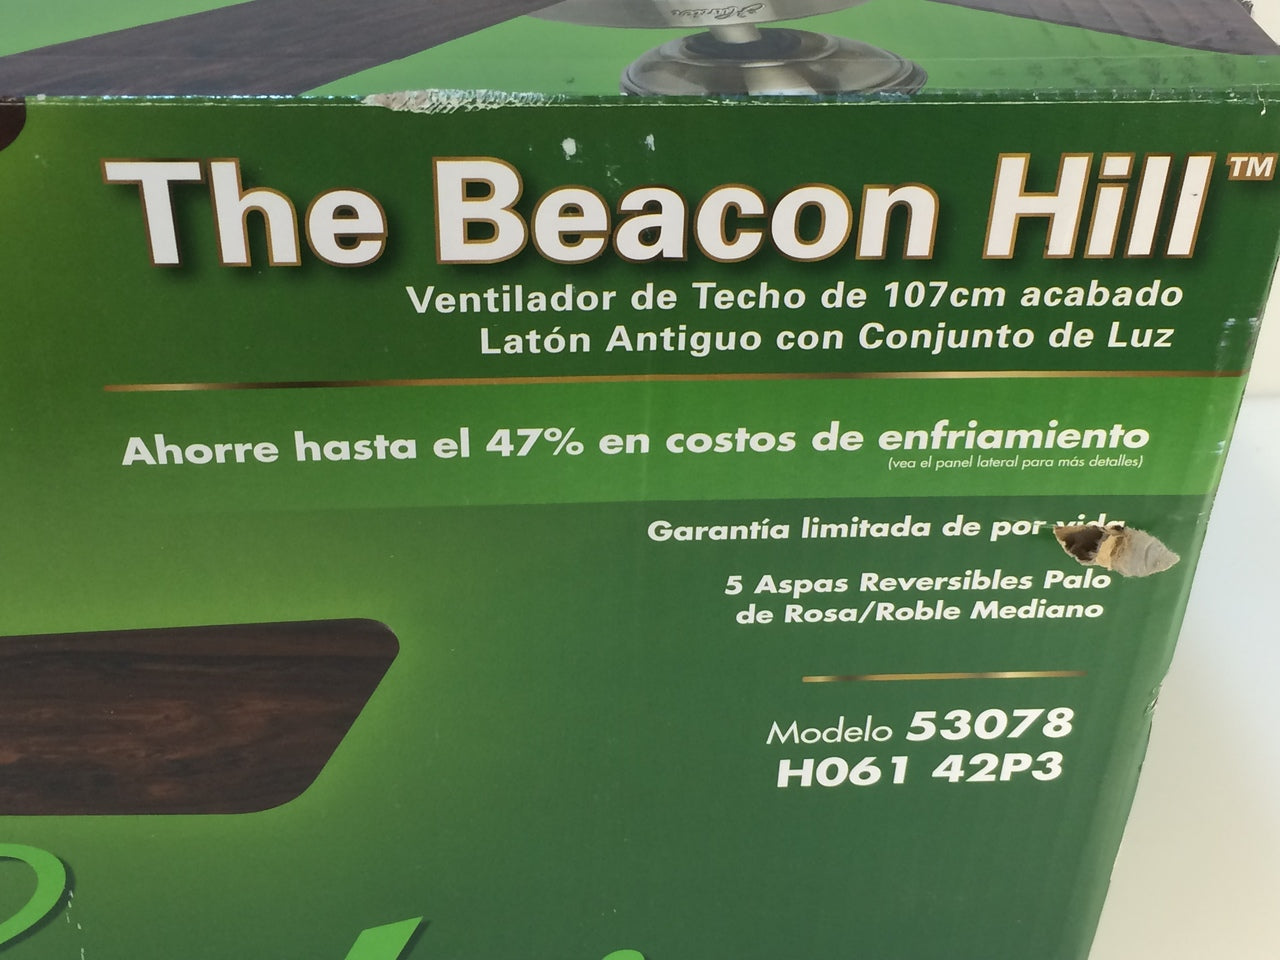 Hunter
The Beacon Hill™
Ventilador de Techo de 107cm acabado
Latón Antiguo con Conjunto de Luz
Ahorre hasta el 47% en costos de enfriamiento
(vea el panel lateral para más detalles)
Garantía limitada de por vida
5 Aspas Reversibles Palo
de Rosa/Roble Mediano
Modelo 53078
H061 42P3